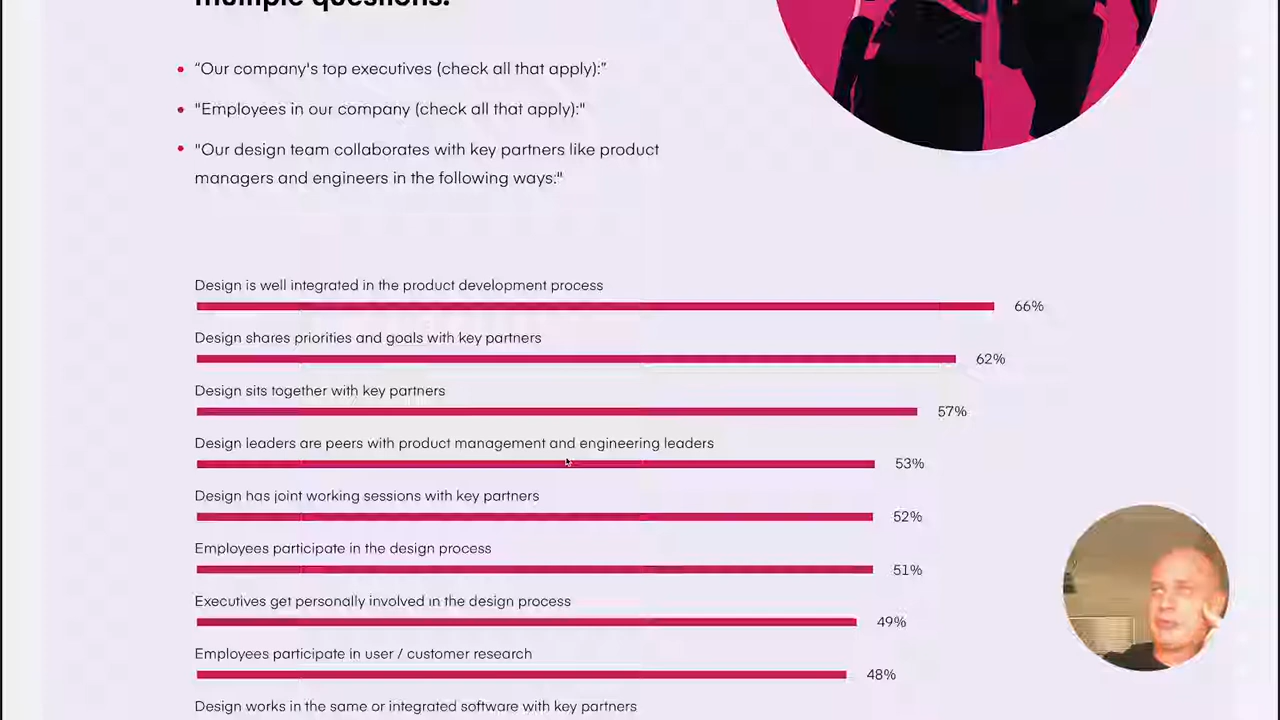 multiple questions.
“Our company's top executives (check all that apply):”
"Employees in our company (check all that apply):"
"Our design team collaborates with key partners like product
managers and engineers in the following ways:"
Design is well integrated in the product development process
66%
Design shares priorities and goals with key partners
62%
Design sits together with key partners
57%
Design leaders are peers with product management and engineering leaders
53%
Design has joint working sessions with key partners
52%
Employees participate in the design process
51%
Executives get personally involved in the design process
49%
Employees participate in user / customer research
48%
Design works in the same or integrated software with key partners